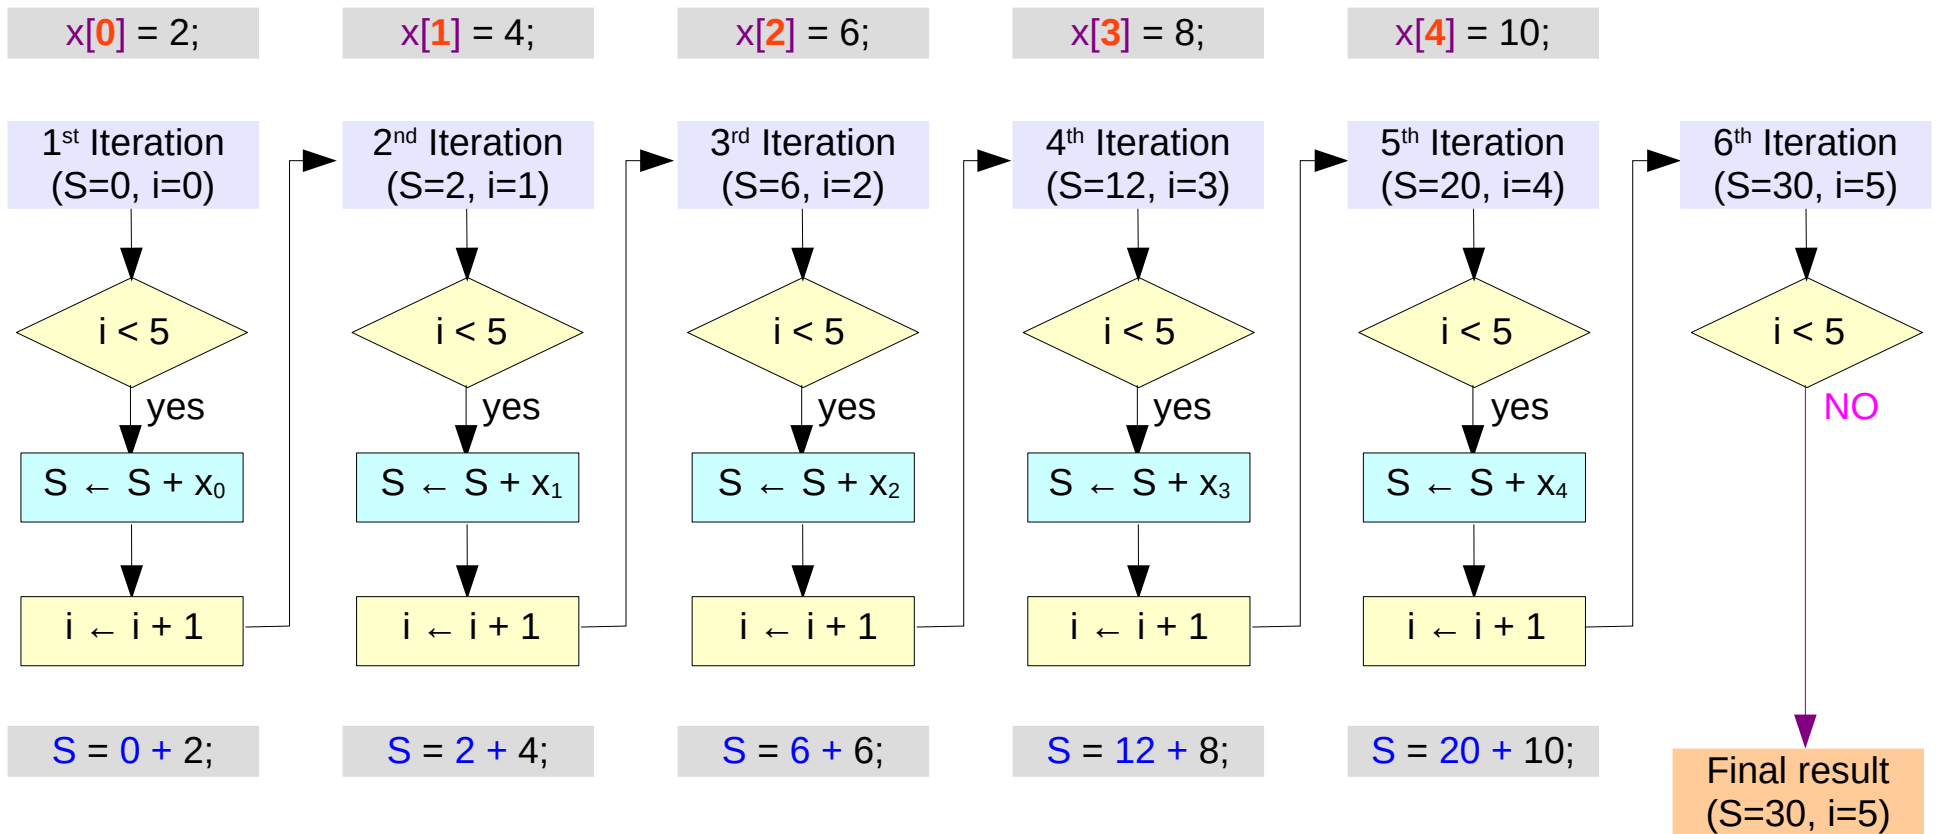 x[0] = 2;
x[1] = 4;
x[2] = 6;
x[3] = 8;
x[4] = 10;
1st Iteration
(S=0, i=0)
2nd Iteration
(S=2, i=1)
3rd Iteration
(S=6, i=2)
4th Iteration
(S=12, i=3)
5th Iteration
(S=20, i=4)
6th Iteration
(S=30, i=5)
i < 5
i < 5
i < 5
i < 5
i < 5
i < 5
yes
yes
yes
yes
yes
NO
S ← S + x₀
S ← S + x₁
S ← S + x₂
S ← S + x₃
S ← S + x₄
i ← i + 1
i ← i + 1
i ← i + 1
i ← i + 1
i ← i + 1
S = 0 + 2;
S = 2 + 4;
S = 6 + 6;
S = 12 + 8;
S = 20 + 10;
Final result
(S=30, i=5)